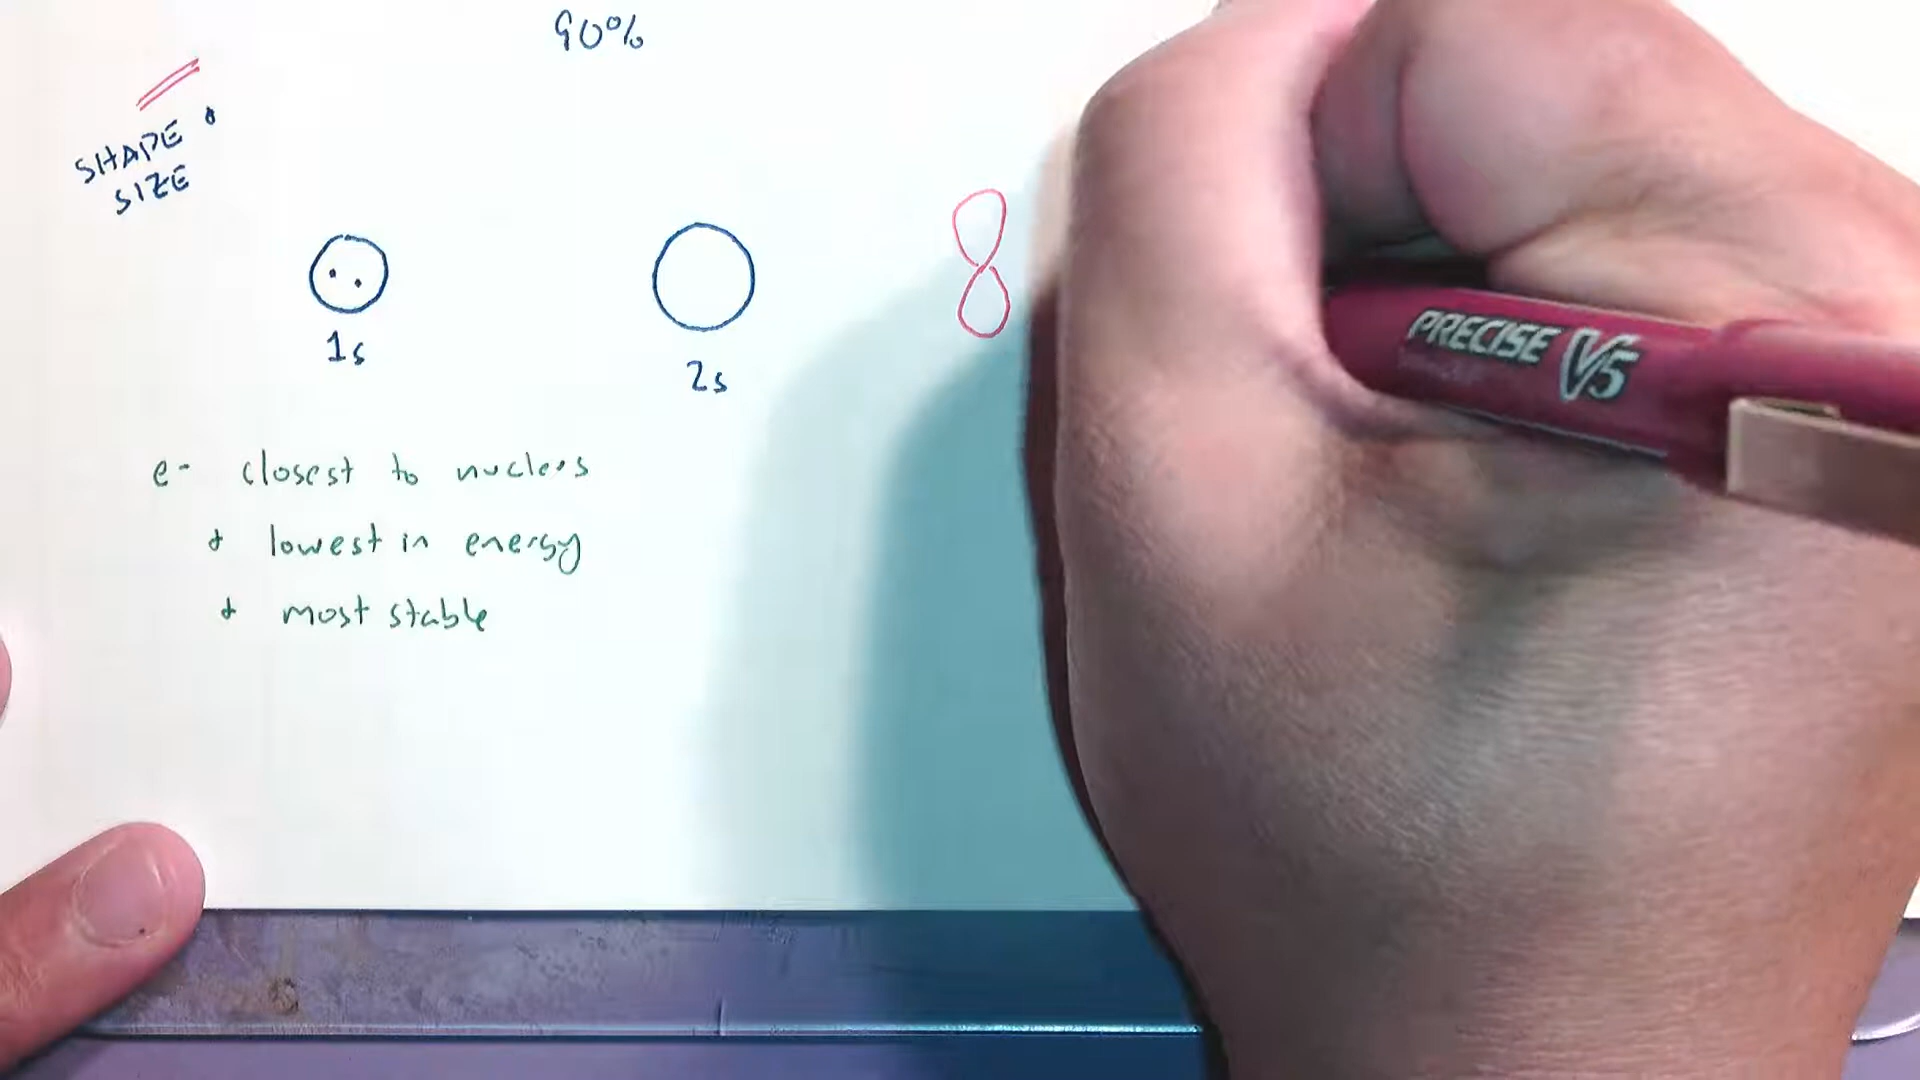 90%
SHAPE
SIZE
1s
2s
e- closest to nucleus
+ lowest in energy
+ most stable
PRECISE V5